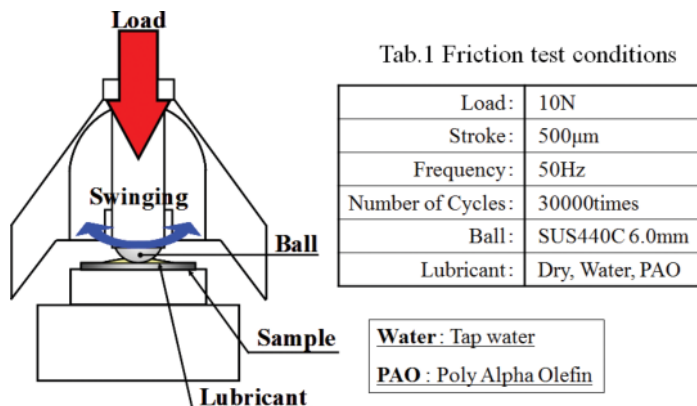 Load
Swinging
Ball
Sample
Lubricant
Tab.1 Friction test conditions
Load: 10N
Stroke: 500μm
Frequency: 50Hz
Number of Cycles: 30000times
Ball: SUS440C 6.0mm
Lubricant: Dry, Water, PAO
Water : Tap water
PAO : Poly Alpha Olefin